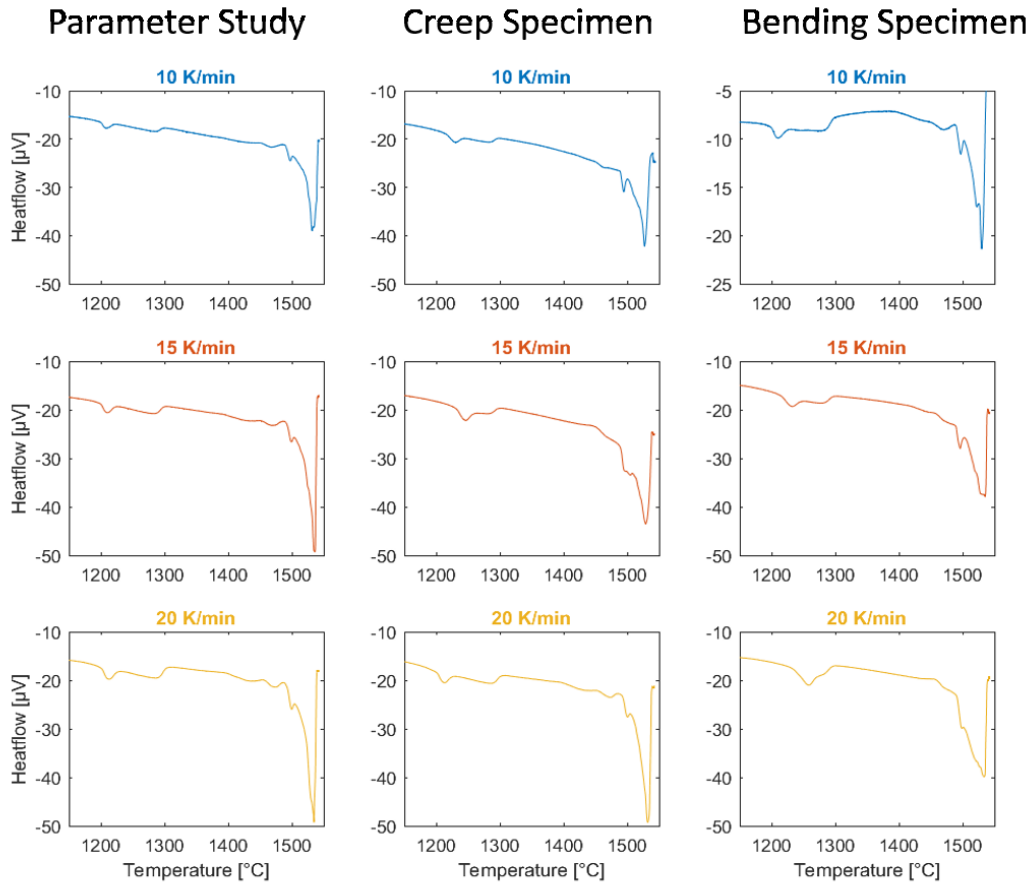 Parameter Study Creep Specimen Bending Specimen
10 K/min 10 K/min 10 K/min
-10 -10 -5
-20 -20 -10
-30 -30 -15
-40 -40 -20
-50 -50 -25
Heatflow [µV]
1200 1300 1400 1500 1200 1300 1400 1500 1200 1300 1400 1500
15 K/min 15 K/min 15 K/min
-10 -10 -10
-20 -20 -20
-30 -30 -30
-40 -40 -40
-50 -50 -50
Heatflow [µV]
1200 1300 1400 1500 1200 1300 1400 1500 1200 1300 1400 1500
20 K/min 20 K/min 20 K/min
-10 -10 -10
-20 -20 -20
-30 -30 -30
-40 -40 -40
-50 -50 -50
Heatflow [µV]
1200 1300 1400 1500 1200 1300 1400 1500 1200 1300 1400 1500
Temperature [°C] Temperature [°C] Temperature [°C]